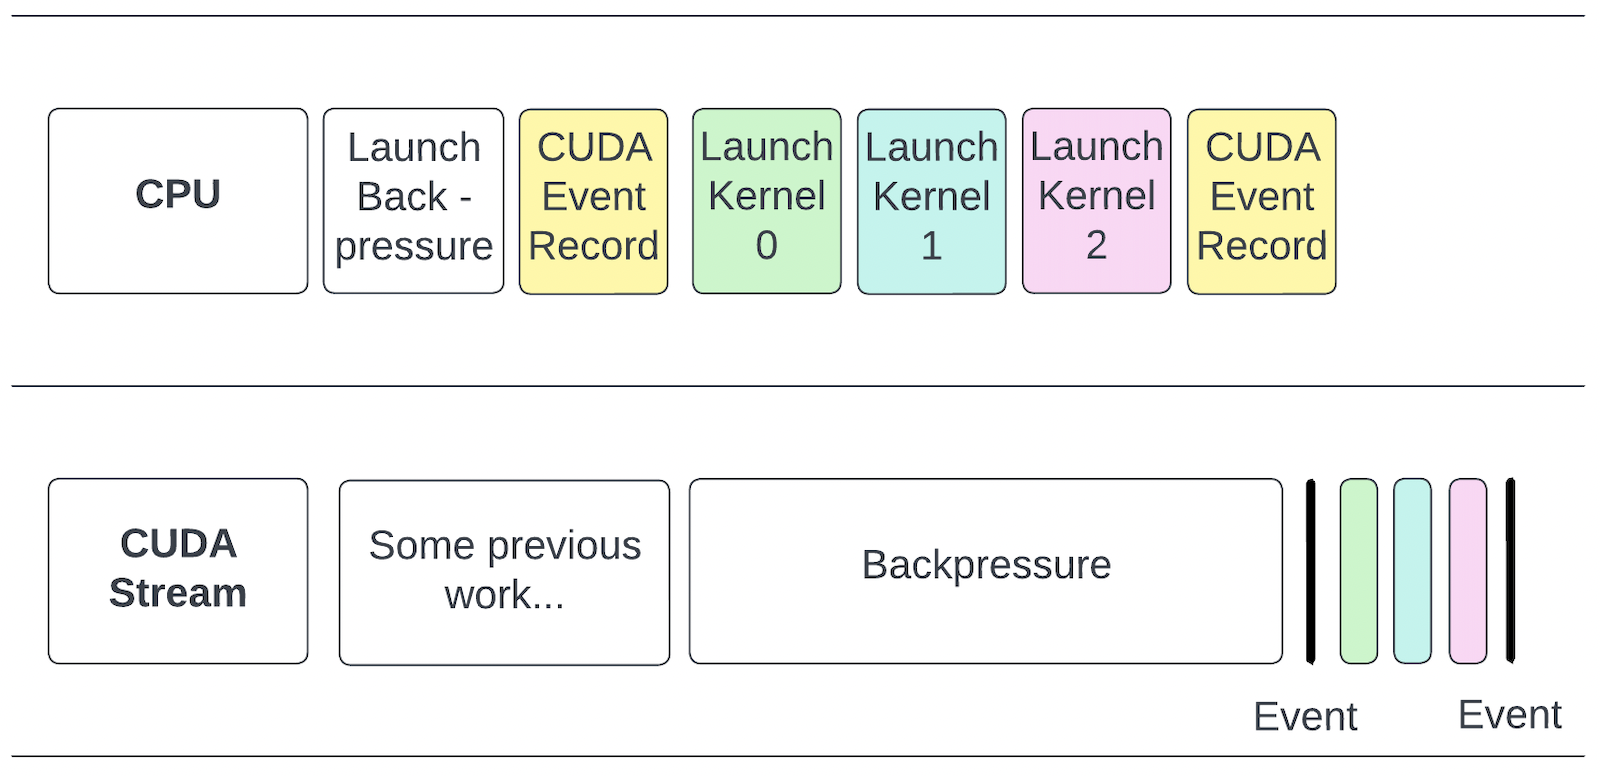 CPU
Launch
Back -
pressure
CUDA
Event
Record
Launch
Kernel
0
Launch
Kernel
1
Launch
Kernel
2
CUDA
Event
Record
CUDA
Stream
Some previous
work...
Backpressure
Event
Event